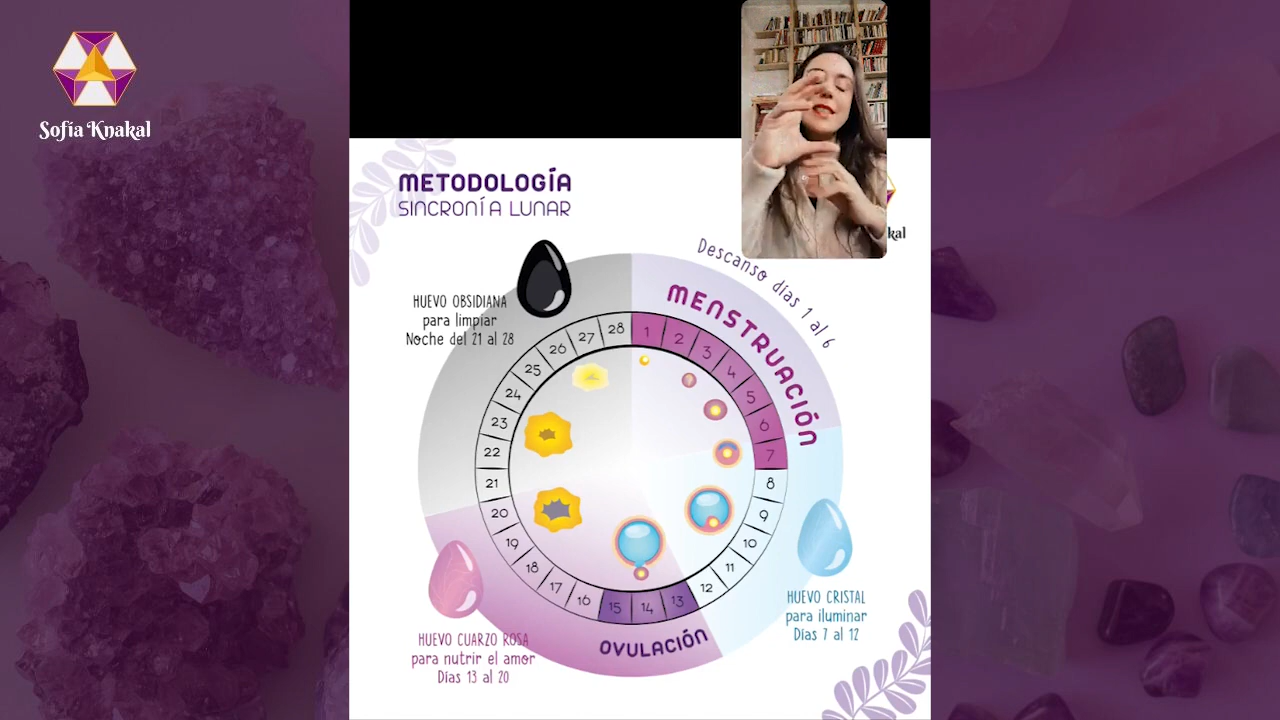 Sofía Knakal
METODOLOGÍA
SINCRONÍA LUNAR
kal
Descanso días 1 al 6
MENSTRUACIÓN
HUEVO OBSIDIANA
para limpiar
Noche del 21 al 28
1
2
3
4
5
6
7
8
9
10
11
12
13
14
15
16
17
18
19
20
21
22
23
24
25
26
27
28
HUEVO CRISTAL
para iluminar
Días 7 al 12
OVULACIÓN
HUEVO CUARZO ROSA
para nutrir el amor
Días 13 al 20